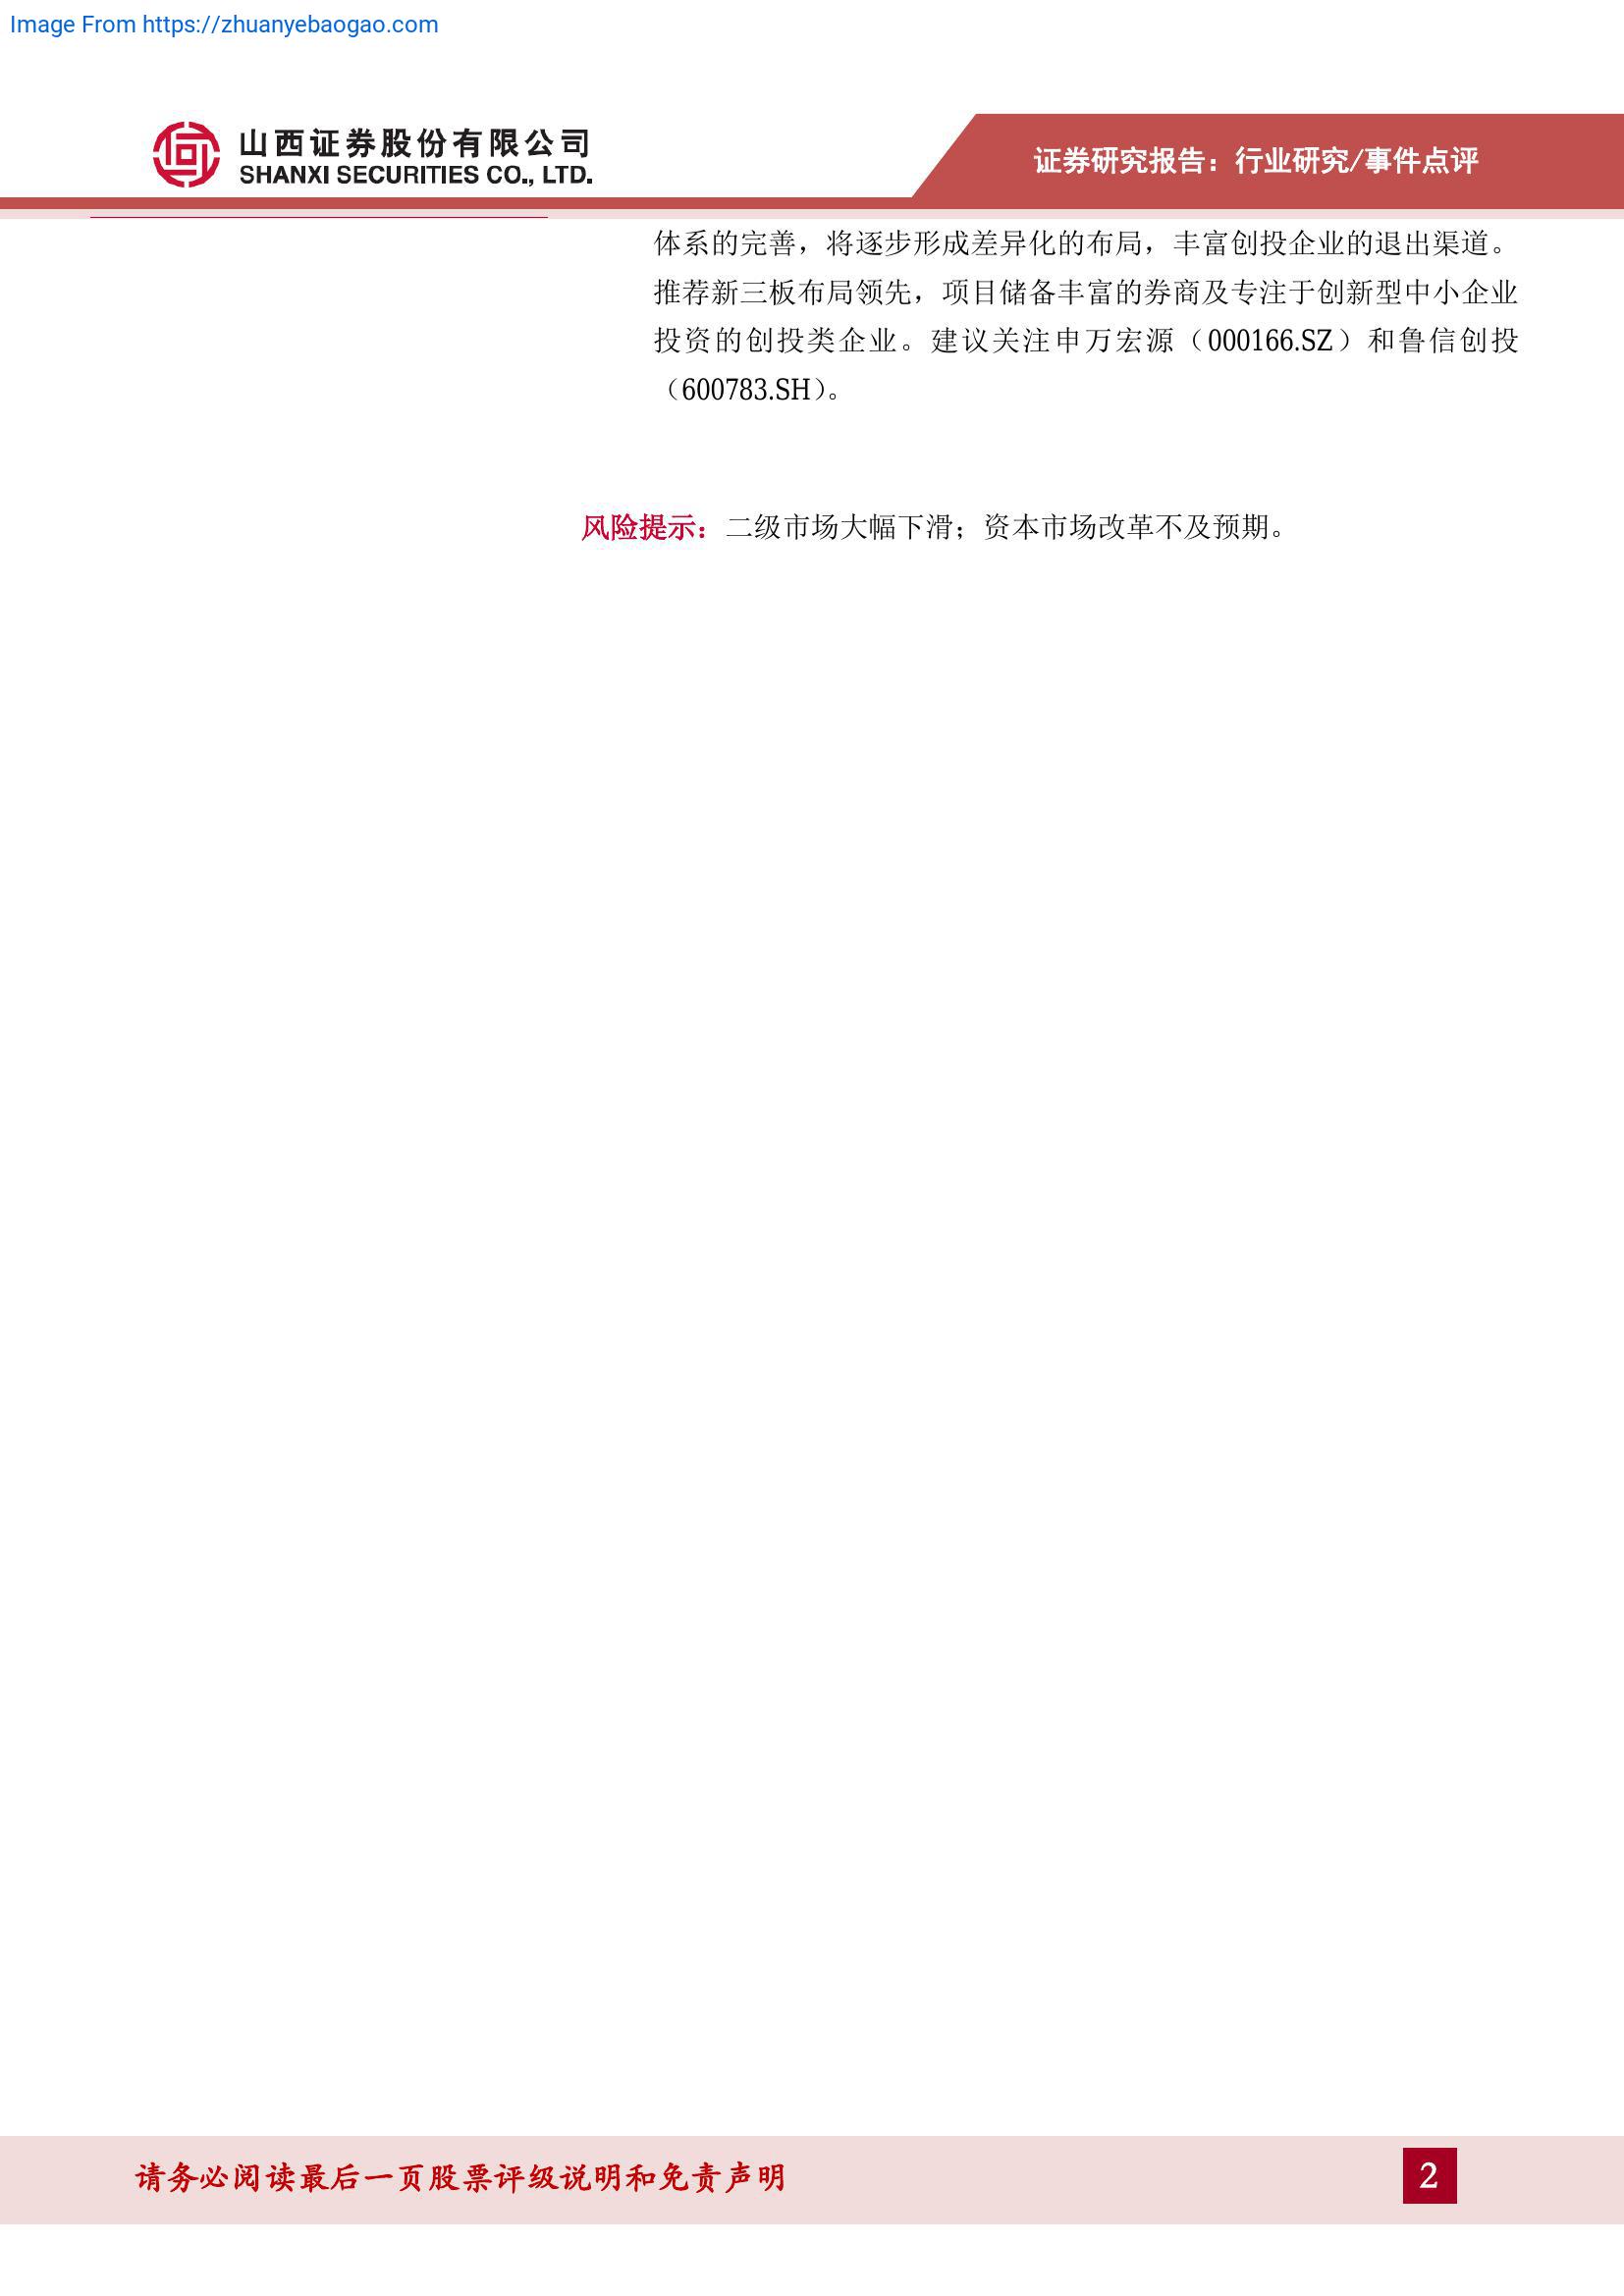 Image From https://zhuanyebaogao.com
山西证券股份有限公司
SHANXI SECURITIES CO., LTD.
证券研究报告：行业研究/事件点评
体系的完善，将逐步形成差异化的布局，丰富创投企业的退出渠道。
推荐新三板布局领先，项目储备丰富的券商及专注于创新型中小企业
投资的创投类企业。建议关注申万宏源（000166.SZ）和鲁信创投
（600783.SH）。
风险提示：二级市场大幅下滑；资本市场改革不及预期。
请务必阅读最后一页股票评级说明和免责声明
2